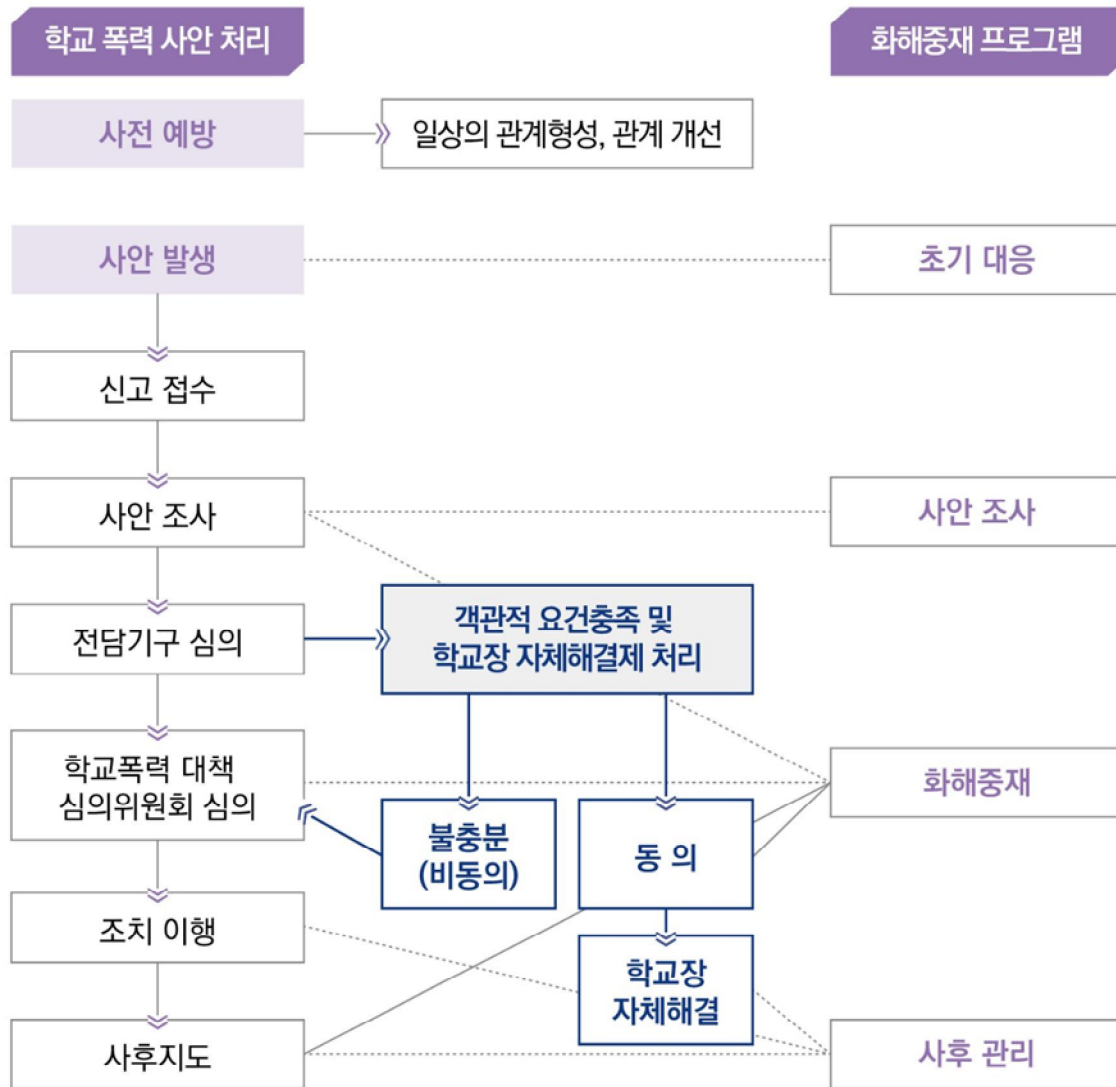 학교 폭력 사안 처리
화해중재 프로그램
사전 예방
일상의 관계형성, 관계 개선
사안 발생
초기 대응
신고 접수
사안 조사
사안 조사
전담기구 심의
객관적 요건충족 및
학교장 자체해결제 처리
학교폭력 대책
심의위원회 심의
화해중재
불충분
(비동의)
동 의
조치 이행
학교장
자체해결
사후지도
사후 관리